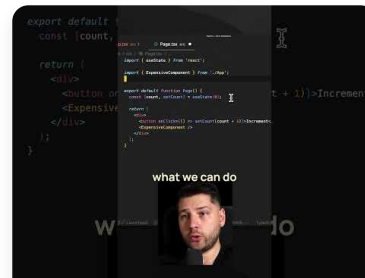 export default
const [count,
return (
<div>
<button on
<Expensive
</div>
);
}
Page.tsx
import { useState } from 'react';
import { ExpensiveComponent } from './App';
export default function Page() {
const [count, setCount] = useState(0);
return (
<div>
<button onClick={() => setCount(count + 1)}>Increment<
<ExpensiveComponent />
</div>
);
}
t + 1)}>Increment
what we can do
w
do